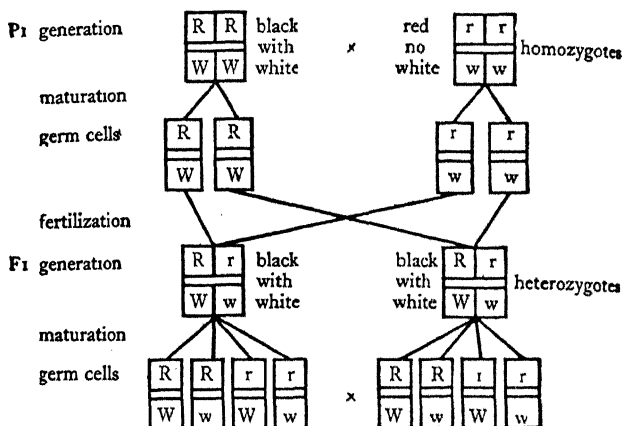 P1 generation R R black with white × red no white r r homozygotes
W W w w
maturation
germ cells R R r r
W W w w
fertilization
F1 generation R r black with white black with white R r heterozygotes
W w W w
maturation
germ cells R R r r × R R r r
W w W w W w W w